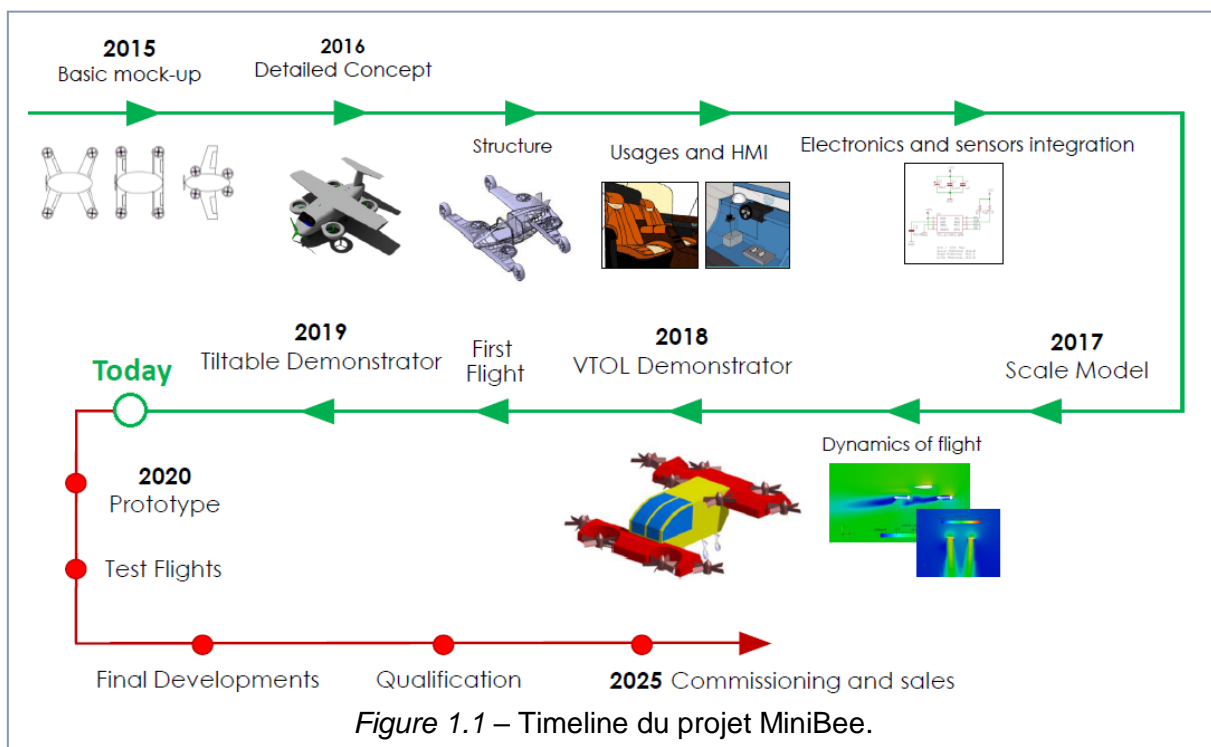 2015
Basic mock-up
2016
Detailed Concept
Structure
Usages and HMI
Electronics and sensors integration
2017
Scale Model
Dynamics of flight
2018
VTOL Demonstrator
First
Flight
2019
Tiltable Demonstrator
Today
2020
Prototype
Test Flights
Final Developments
Qualification
2025 Commissioning and sales
Figure 1.1 – Timeline du projet MiniBee.